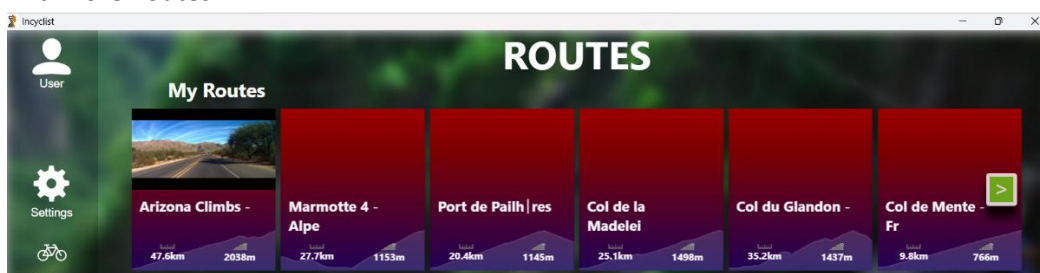 Incyclist
ROUTES
User
My Routes
Settings
Arizona Climbs -
Marmotte 4 -
Alpe
Port de Pailh|res
Col de la
Madelei
Col du Glandon -
Col de Mente -
Fr
>
47.6km 2038m
27.7km 1153m
20.4km 1145m
25.1km 1498m
35.2km 1437m
9.8km 766m